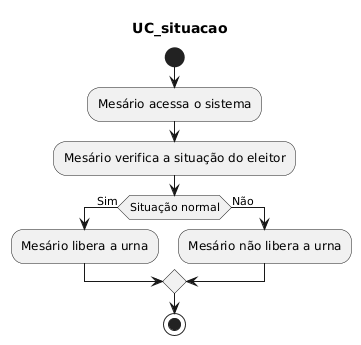 UC_situacao
Mesário acessa o sistema
Mesário verifica a situação do eleitor
Sim
Situação normal
Não
Mesário libera a urna
Mesário não libera a urna